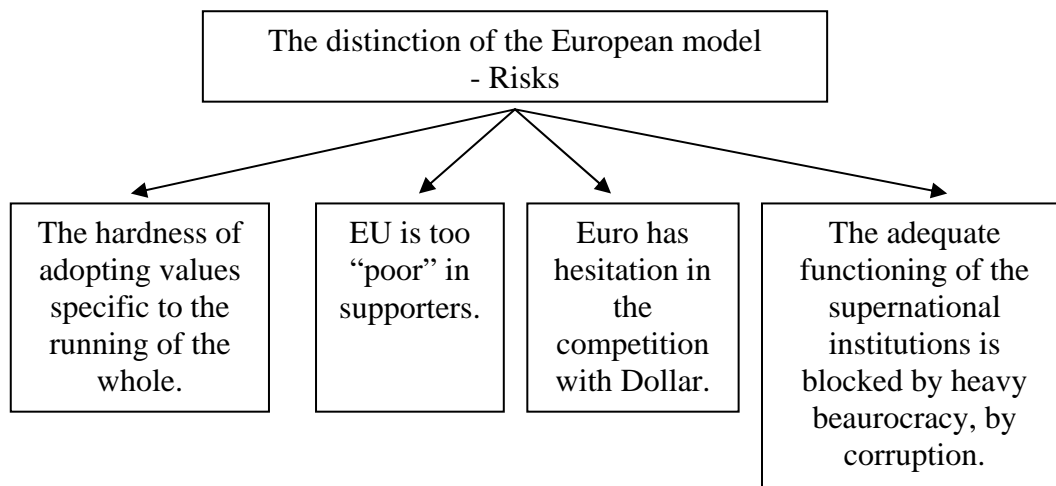 The distinction of the European model
- Risks
The hardness of
adopting values
specific to the
running of the
whole.
EU is too
“poor” in
supporters.
Euro has
hesitation in
the
competition
with Dollar.
The adequate
functioning of the
supernational
institutions is
blocked by heavy
beaurocracy, by
corruption.